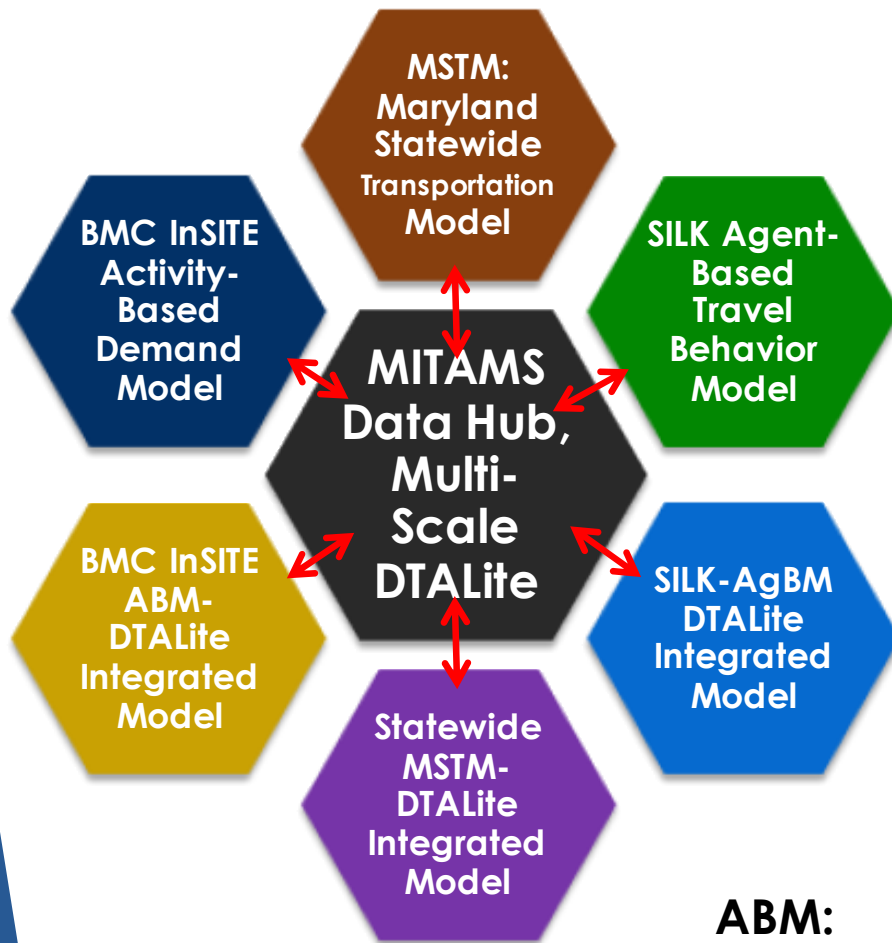 MSTM:
Maryland
Statewide
Transportation
Model
BMC InSITE
Activity-
Based
Demand
Model
SILK Agent-
Based
Travel
Behavior
Model
MITAMS
Data Hub,
Multi-
Scale
DTALite
BMC InSITE
ABM-
DTALite
Integrated
Model
SILK-AgBM
DTALite
Integrated
Model
Statewide
MSTM-
DTALite
Integrated
Model
ABM: